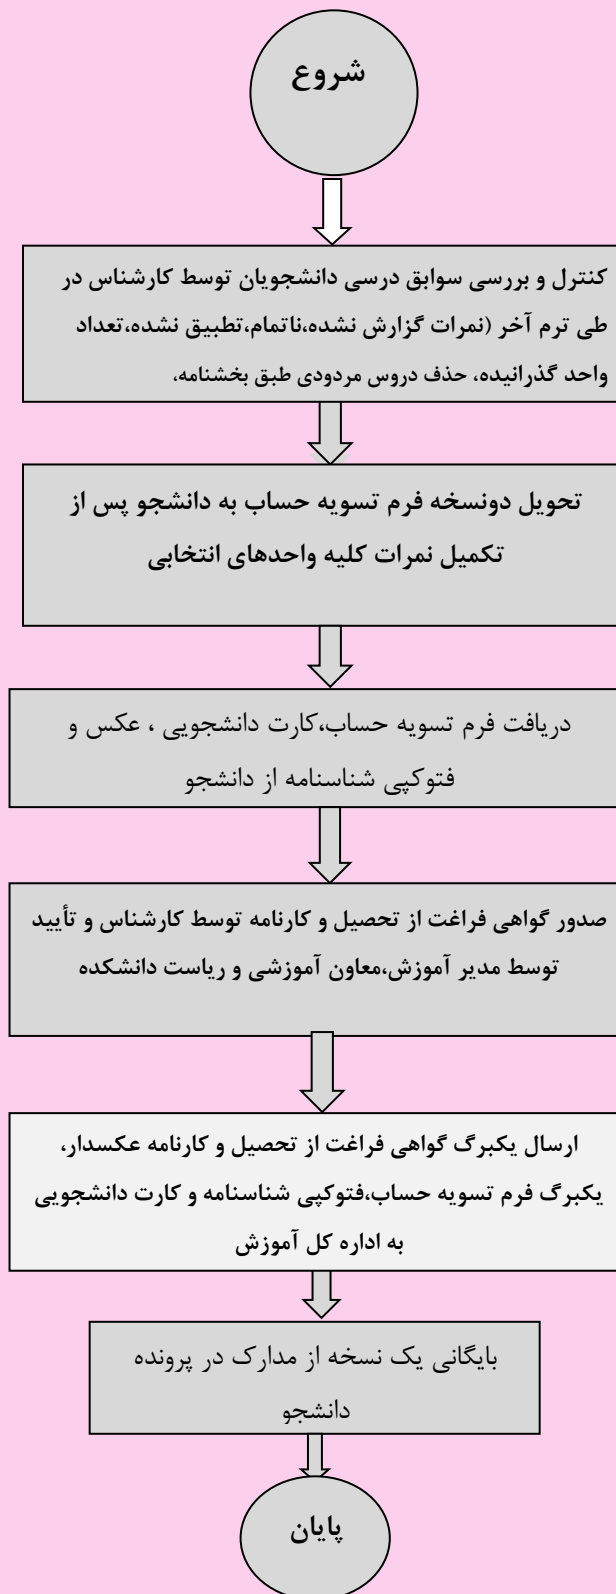 شروع
کنترل و بررسی سوابق درسی دانشجویان توسط کارشناس در
طی ترم آخر (نمرات گزارش نشده،ناتمام،تطبیق نشده،تعداد
واحد گذرانیده، حذف دروس مردودی طبق بخشنامه،
تحویل دونسخه فرم تسویه حساب به دانشجو پس از
تکمیل نمرات کلیه واحدهای انتخابی
دریافت فرم تسویه حساب،کارت دانشجویی ، عکس و
فتوکپی شناسنامه از دانشجو
صدور گواهی فراغت از تحصیل و کارنامه توسط کارشناس و تأیید
توسط مدیر آموزش،معاون آموزشی و ریاست دانشکده
ارسال یکبرگ گواهی فراغت از تحصیل و کارنامه عکسدار،
یکبرگ فرم تسویه حساب،فتوکپی شناسنامه و کارت دانشجویی
به اداره کل آموزش
بایگانی یک نسخه از مدارک در پرونده
دانشجو
پایان